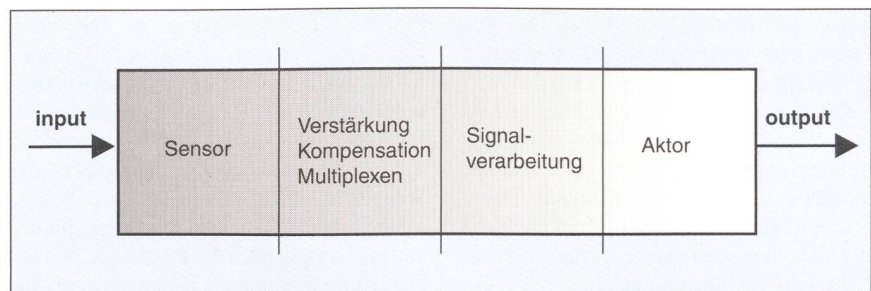 input
Sensor
Verstärkung
Kompensation
Multiplexen
Signal-
verarbeitung
Aktor
output